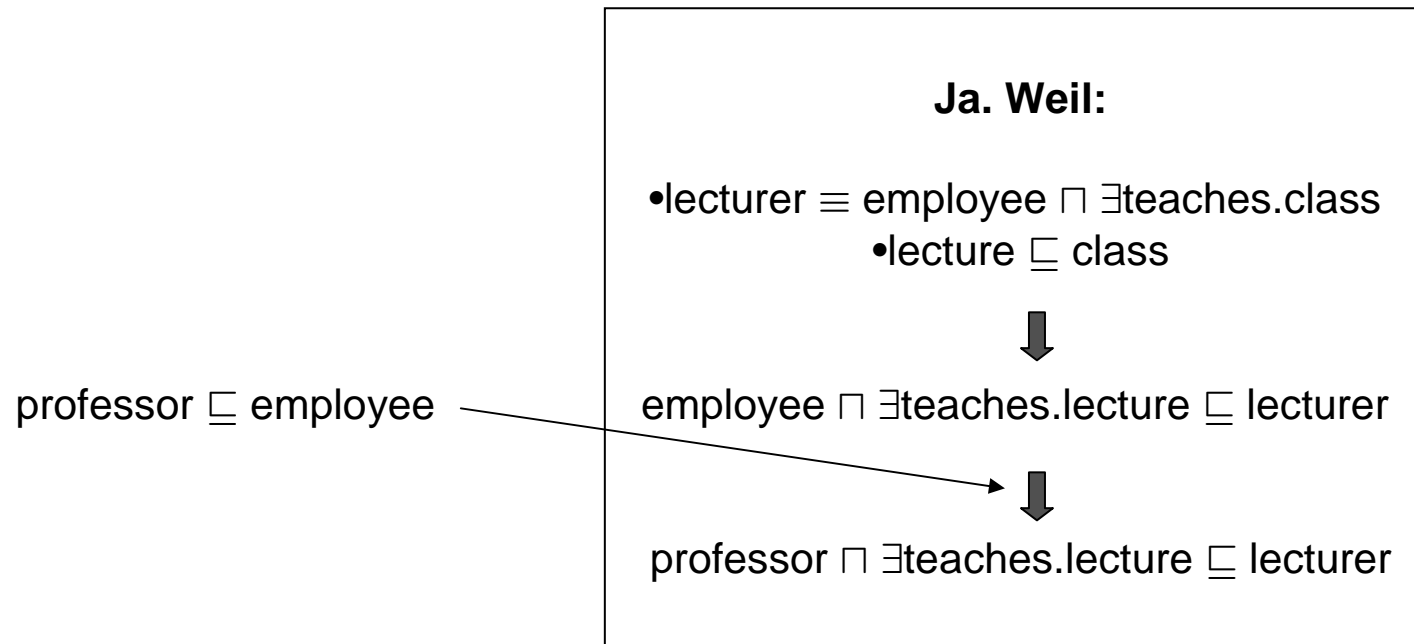 Ja. Weil:
•lecturer ≡ employee ⊓ ∃teaches.class
•lecture ⊑ class
professor ⊑ employee
employee ⊓ ∃teaches.lecture ⊑ lecturer
professor ⊓ ∃teaches.lecture ⊑ lecturer